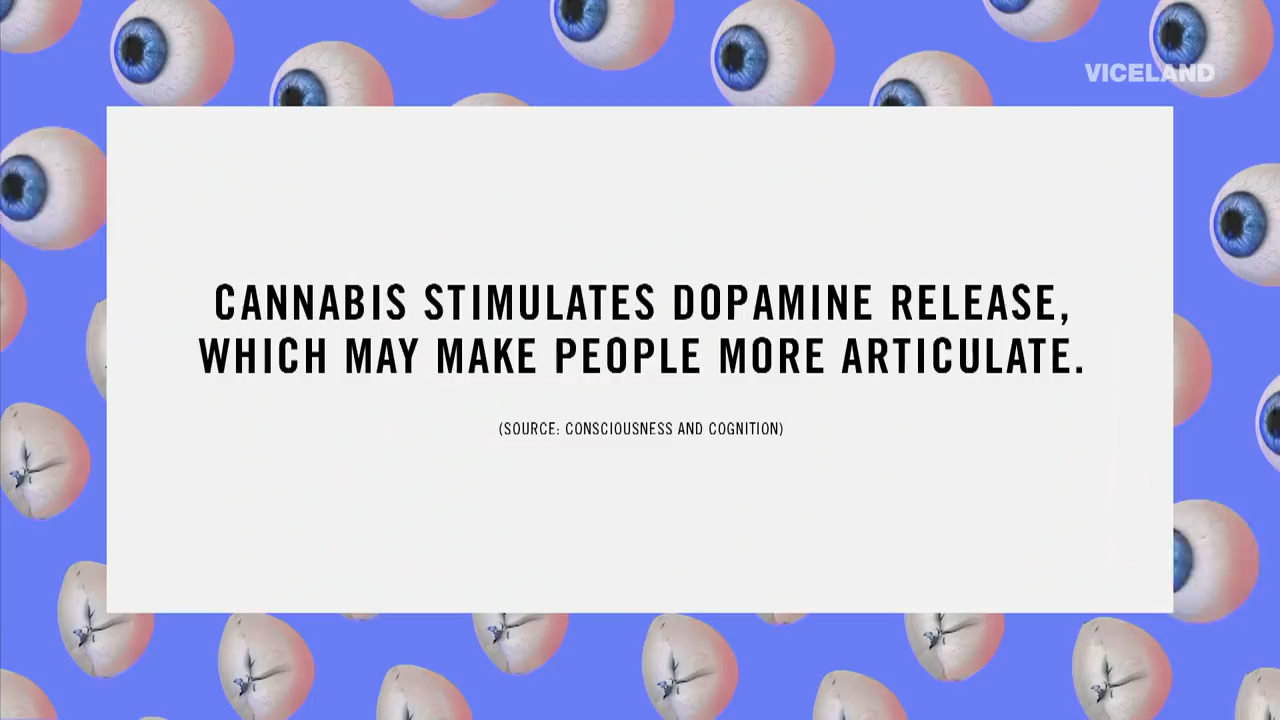 VICELAND
CANNABIS STIMULATES DOPAMINE RELEASE,
WHICH MAY MAKE PEOPLE MORE ARTICULATE.
(SOURCE: CONSCIOUSNESS AND COGNITION)